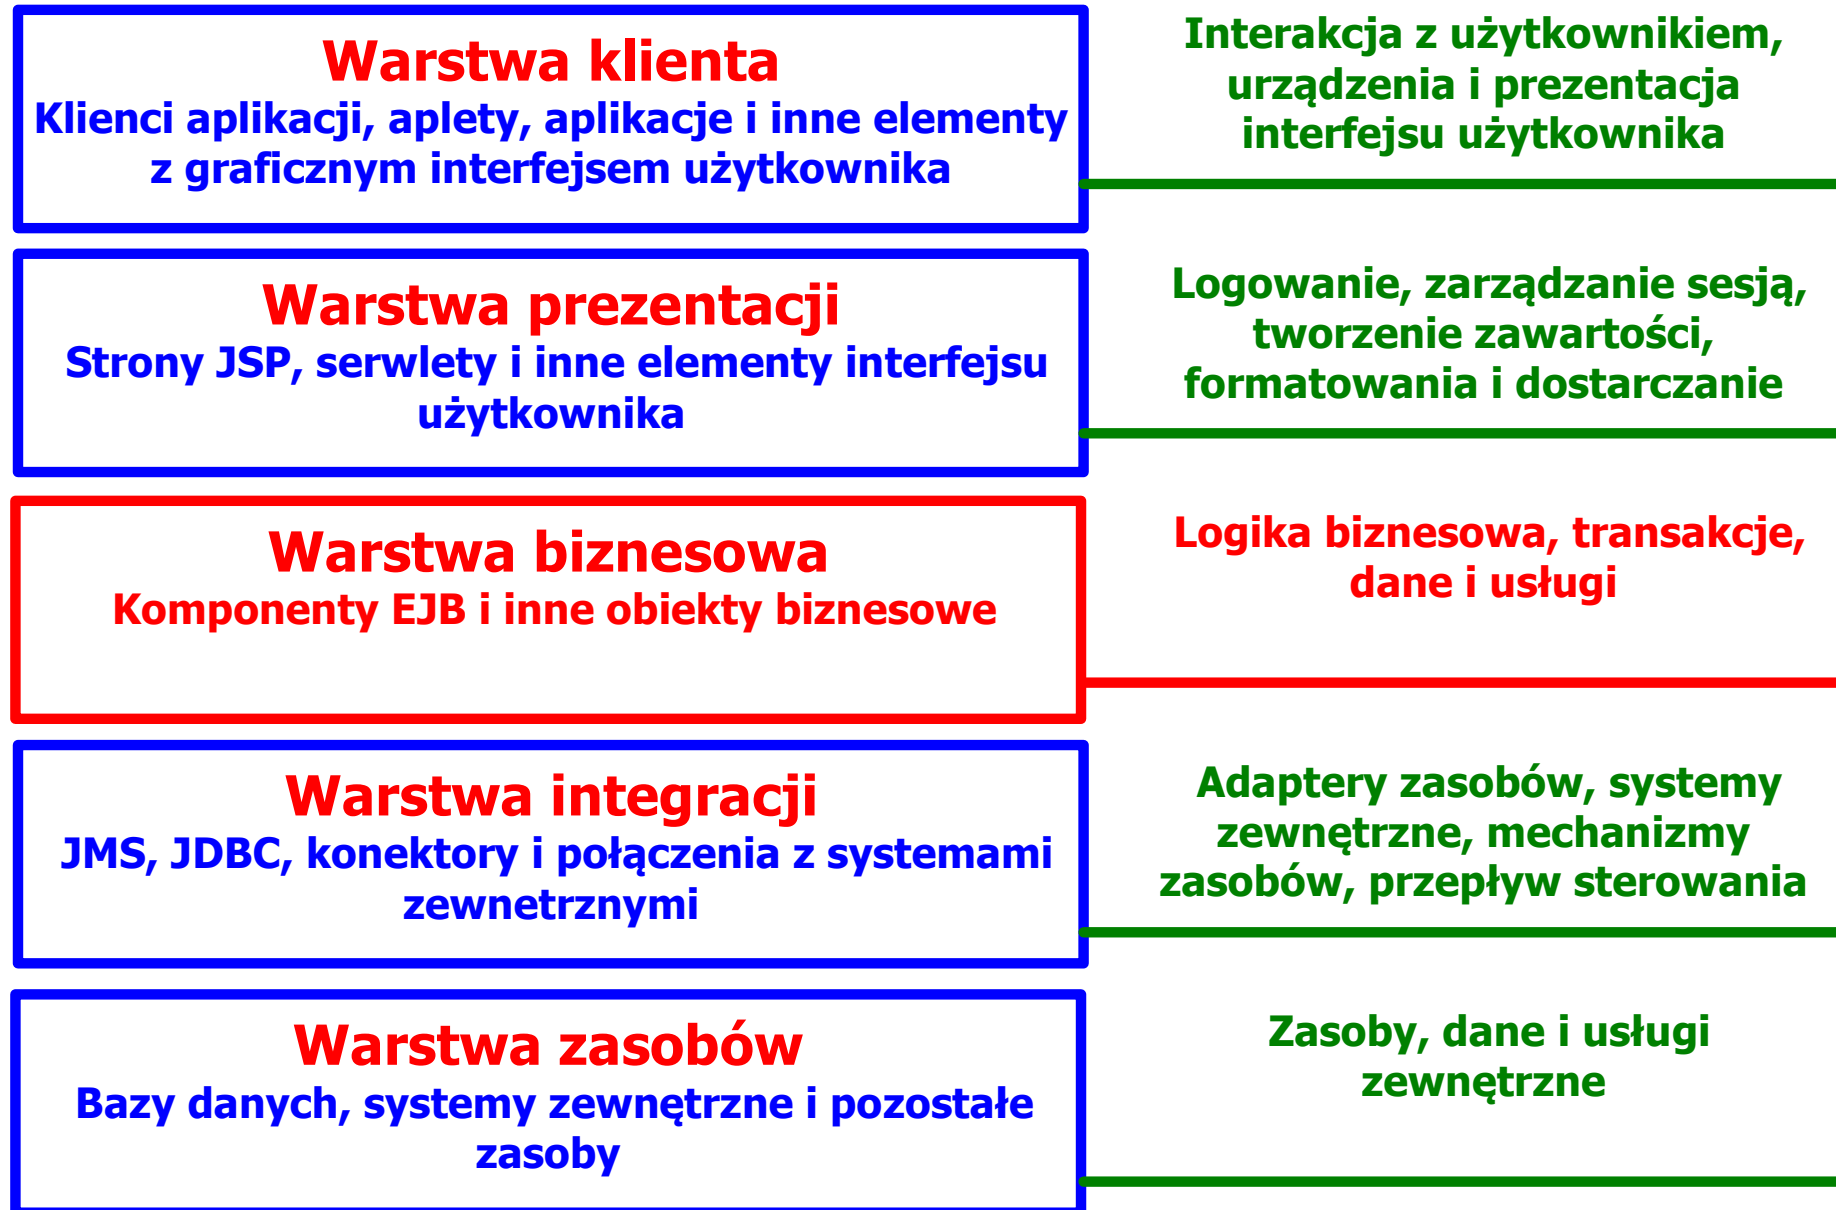 Warstwa klienta
Klienci aplikacji, aplety, aplikacje i inne elementy
z graficznym interfejsem użytkownika
Interakcja z użytkownikiem,
urządzenia i prezentacja
interfejsu użytkownika
Warstwa prezentacji
Strony JSP, serwlety i inne elementy interfejsu
użytkownika
Logowanie, zarządzanie sesją,
tworzenie zawartości,
formatowania i dostarczanie
Warstwa biznesowa
Komponenty EJB i inne obiekty biznesowe
Logika biznesowa, transakcje,
dane i usługi
Warstwa integracji
JMS, JDBC, konektory i połączenia z systemami
zewnetrznymi
Adaptery zasobów, systemy
zewnętrzne, mechanizmy
zasobów, przepływ sterowania
Warstwa zasobów
Bazy danych, systemy zewnętrzne i pozostałe
zasoby
Zasoby, dane i usługi
zewnętrzne